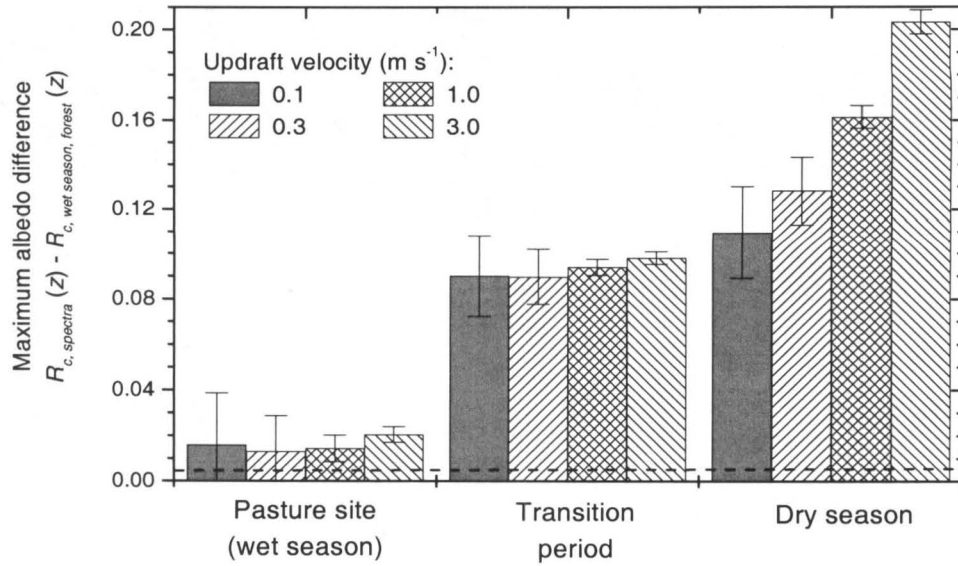 Maximum albedo difference
R c, spectra (z) - R c, wet season, forest (z)
0.20
0.16
0.12
0.08
0.04
0.00
Updraft velocity (m s⁻¹):
0.1 1.0
0.3 3.0
Pasture site
(wet season)
Transition
period
Dry season